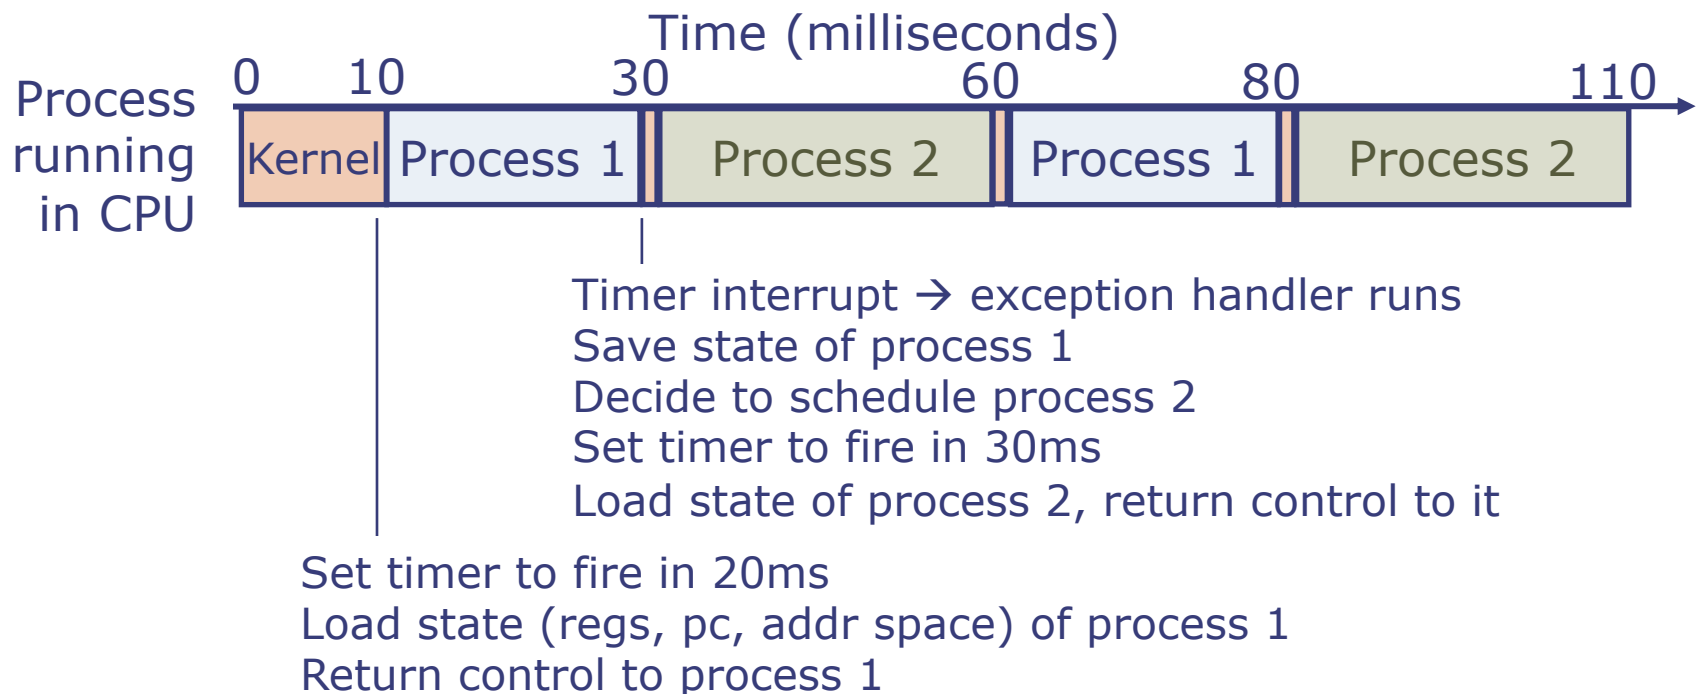 Time (milliseconds)
0 10 30 60 80 110
Process
running
in CPU
Kernel Process 1 Process 2 Process 1 Process 2
Timer interrupt → exception handler runs
Save state of process 1
Decide to schedule process 2
Set timer to fire in 30ms
Load state of process 2, return control to it
Set timer to fire in 20ms
Load state (regs, pc, addr space) of process 1
Return control to process 1